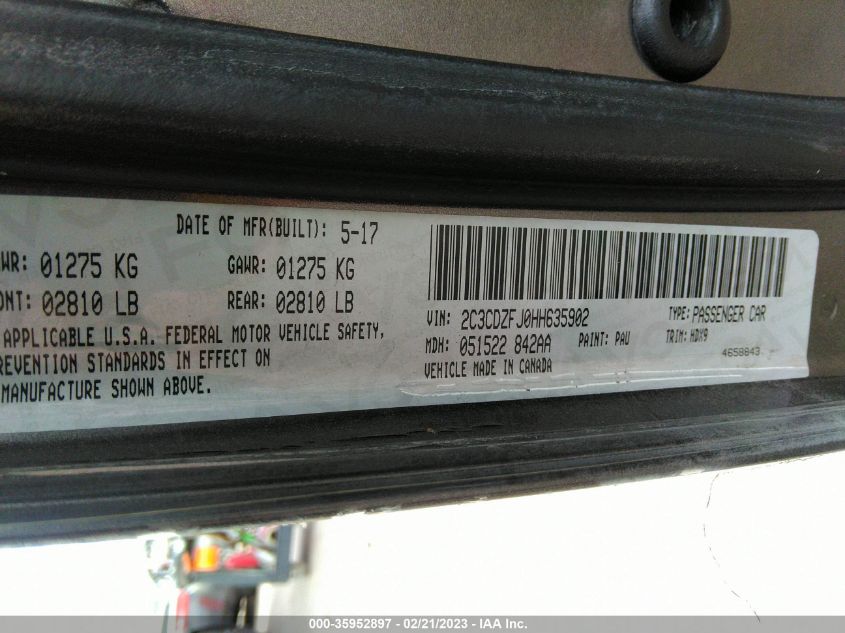 DATE OF MFR(BUILT): 5-17
WR: 01275 KG GAWR: 01275 KG
ONT: 02810 LB REAR: 02810 LB
APPLICABLE U.S.A. FEDERAL MOTOR VEHICLE SAFETY,
REVENTION STANDARDS IN EFFECT ON
MANUFACTURE SHOWN ABOVE.
VIN: 2C3CDZFJ0HH635902 TYPE: PASSENGER CAR
MDH: 051522 842AA PAINT: PAU TRIM: HDX9
VEHICLE MADE IN CANADA 4658843
000-35952897 - 02/21/2023 - IAA Inc.